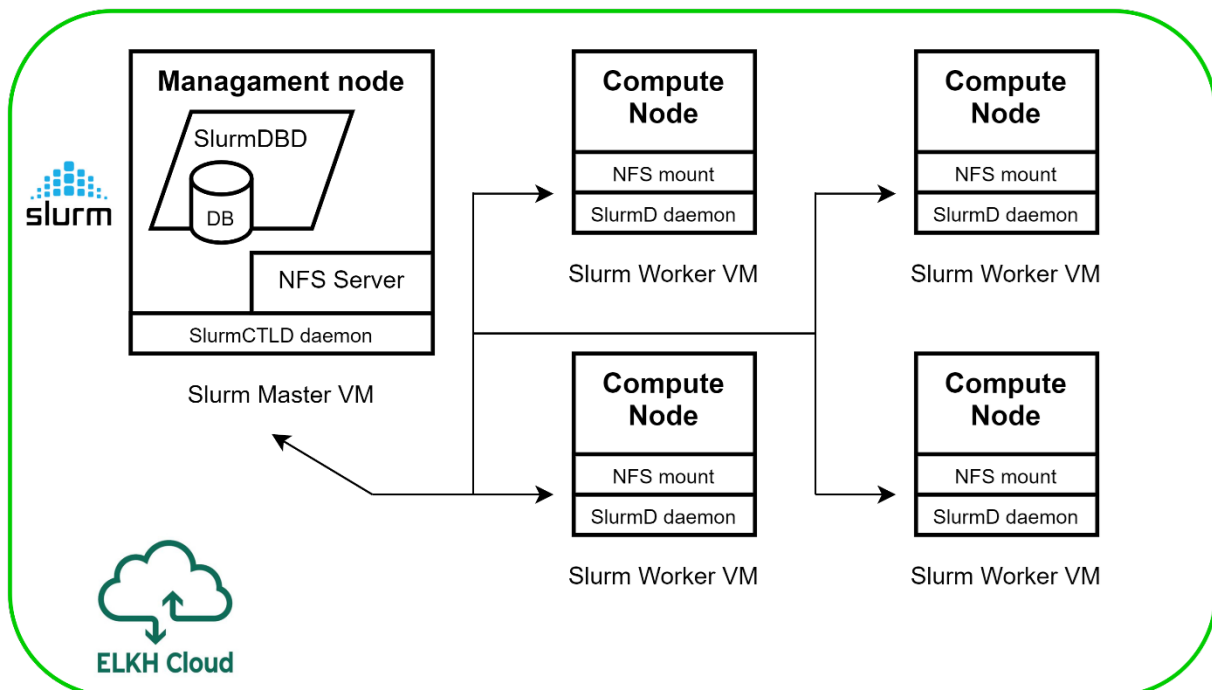 Managament node
SlurmDBD
DB
NFS Server
SlurmCTLD daemon
Slurm Master VM
slurm
Compute
Node
NFS mount
SlurmD daemon
Slurm Worker VM
Compute
Node
NFS mount
SlurmD daemon
Slurm Worker VM
Compute
Node
NFS mount
SlurmD daemon
Slurm Worker VM
Compute
Node
NFS mount
SlurmD daemon
Slurm Worker VM
ELKH Cloud